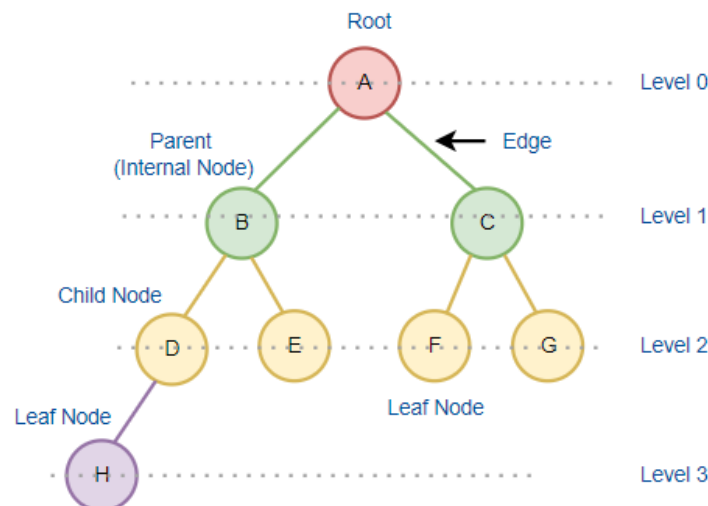 Root
A
Level 0
Parent
(Internal Node)
Edge
B
C
Level 1
Child Node
D
E
F
G
Level 2
Leaf Node
Leaf Node
H
Level 3